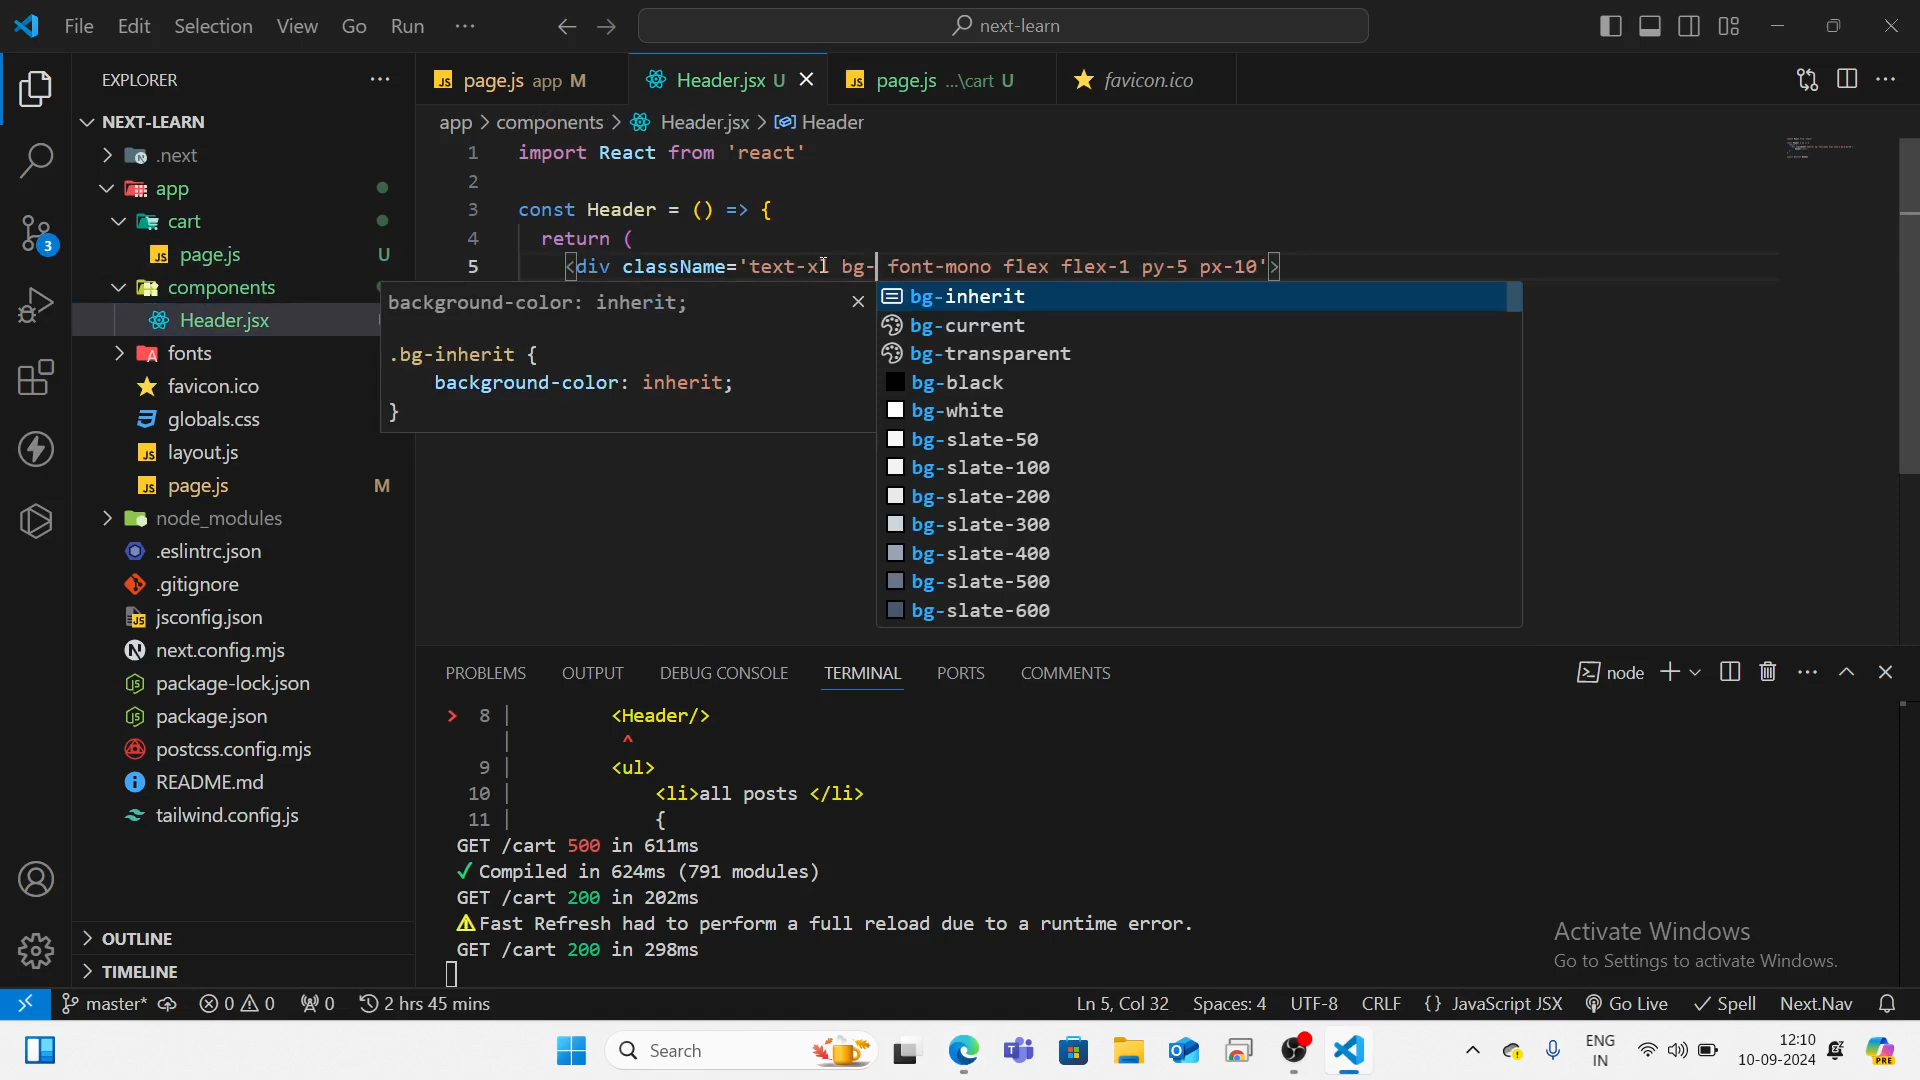 File Edit Selection View Go Run ···
next-learn
EXPLORER ···
NEXT-LEARN
.next
app
cart
page.js U
components
Header.jsx
fonts
favicon.ico
globals.css
layout.js
page.js M
node_modules
.eslintrc.json
.gitignore
jsconfig.json
next.config.mjs
package-lock.json
package.json
postcss.config.mjs
README.md
tailwind.config.js
OUTLINE
TIMELINE
3
page.js app M Header.jsx U page.js ...\cart U favicon.ico
app > components > Header.jsx > Header
1 import React from 'react'
2
3 const Header = () => {
4 return (
5 <div className='text-xl bg- font-mono flex flex-1 py-5 px-10'>
background-color: inherit;
.bg-inherit {
background-color: inherit;
}
bg-inherit
bg-current
bg-transparent
bg-black
bg-white
bg-slate-50
bg-slate-100
bg-slate-200
bg-slate-300
bg-slate-400
bg-slate-500
bg-slate-600
PROBLEMS OUTPUT DEBUG CONSOLE TERMINAL PORTS COMMENTS
node
> 8 | <Header/>
| ^
9 | <ul>
10 | <li>all posts </li>
11 | {
GET /cart 500 in 611ms
✓ Compiled in 624ms (791 modules)
GET /cart 200 in 202ms
⚠ Fast Refresh had to perform a full reload due to a runtime error.
GET /cart 200 in 298ms
Activate Windows
Go to Settings to activate Windows.
master* 0 0 0 2 hrs 45 mins
Ln 5, Col 32 Spaces: 4 UTF-8 CRLF {} JavaScript JSX Go Live Spell Next.Nav
Search
ENG
IN
12:10
10-09-2024
PRE